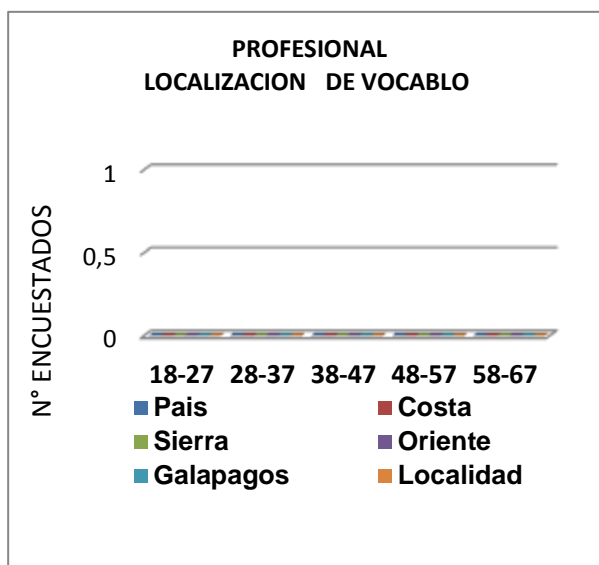 PROFESIONAL
LOCALIZACION DE VOCABLO
N° ENCUESTADOS
1
0,5
0
18-27 28-37 38-47 48-57 58-67
Pais Costa
Sierra Oriente
Galapagos Localidad